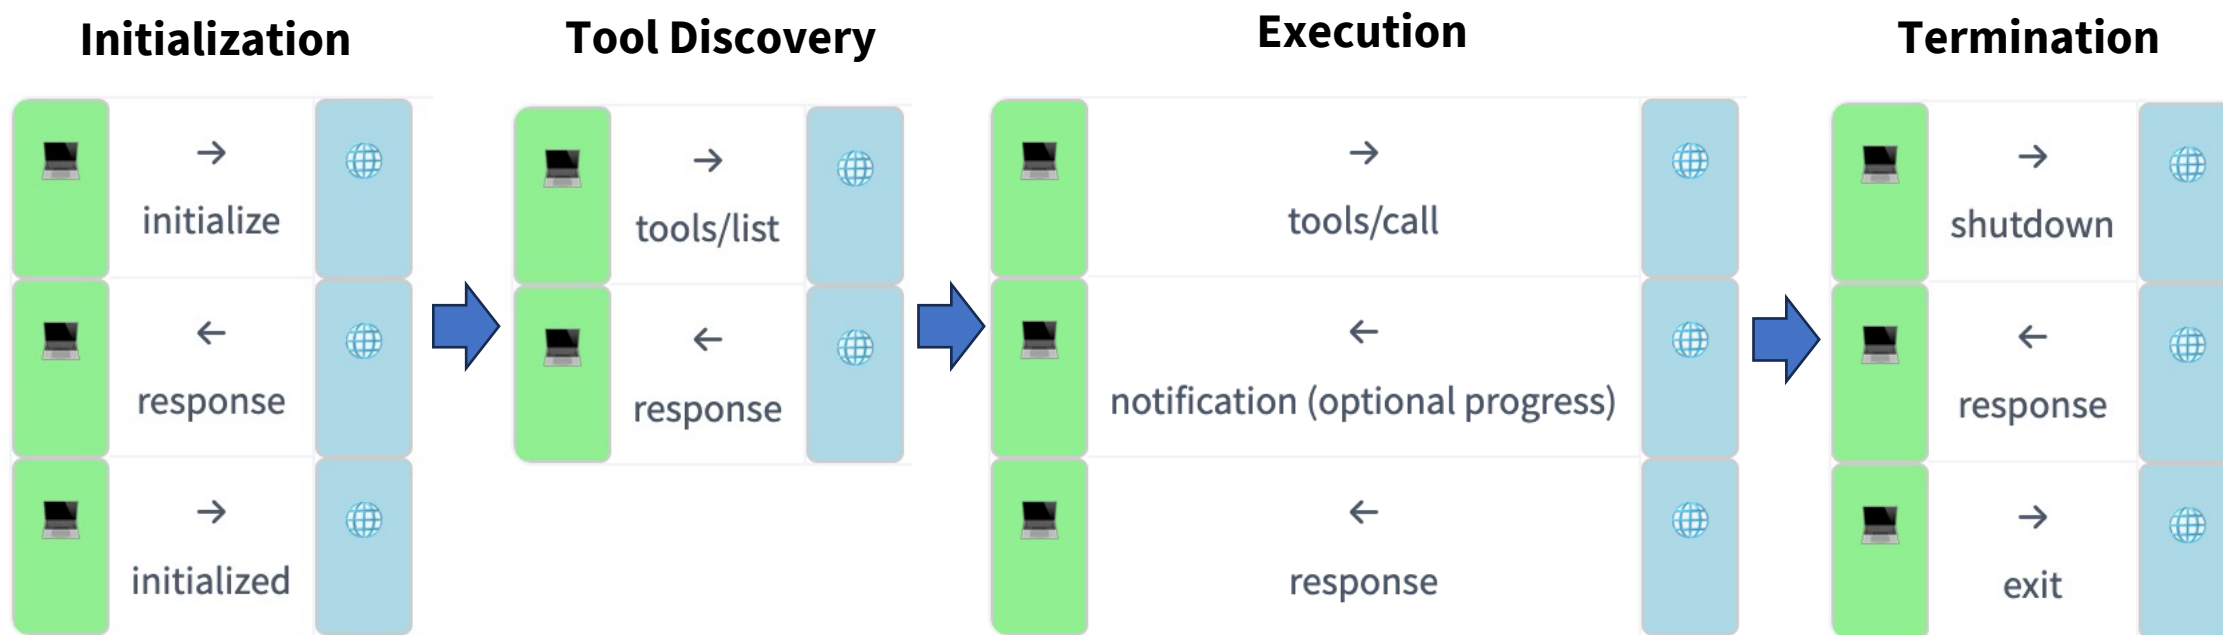 Initialization
→
initialize
←
response
→
initialized
Tool Discovery
→
tools/list
←
response
Execution
→
tools/call
←
notification (optional progress)
←
response
Termination
→
shutdown
←
response
→
exit